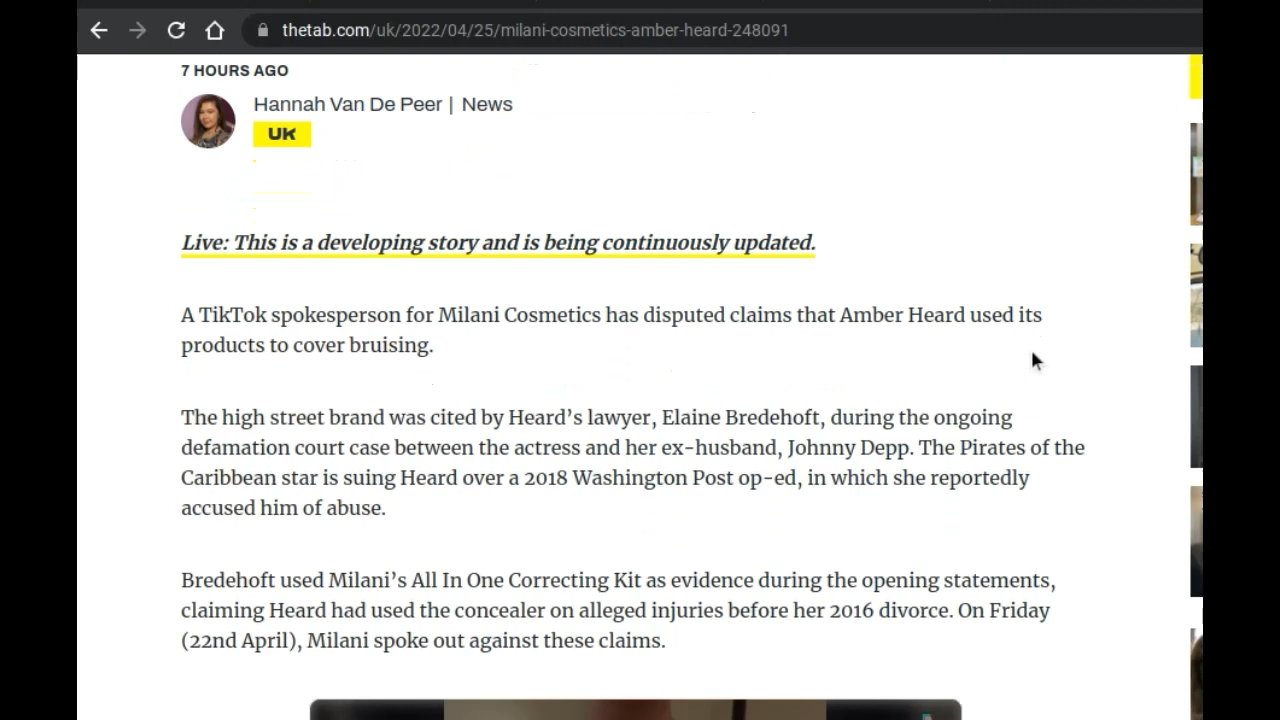 thetab.com/uk/2022/04/25/milani-cosmetics-amber-heard-248091
7 HOURS AGO
Hannah Van De Peer | News
UK
Live: This is a developing story and is being continuously updated.
A TikTok spokesperson for Milani Cosmetics has disputed claims that Amber Heard used its
products to cover bruising.
The high street brand was cited by Heard’s lawyer, Elaine Bredehoft, during the ongoing
defamation court case between the actress and her ex-husband, Johnny Depp. The Pirates of the
Caribbean star is suing Heard over a 2018 Washington Post op-ed, in which she reportedly
accused him of abuse.
Bredehoft used Milani’s All In One Correcting Kit as evidence during the opening statements,
claiming Heard had used the concealer on alleged injuries before her 2016 divorce. On Friday
(22nd April), Milani spoke out against these claims.